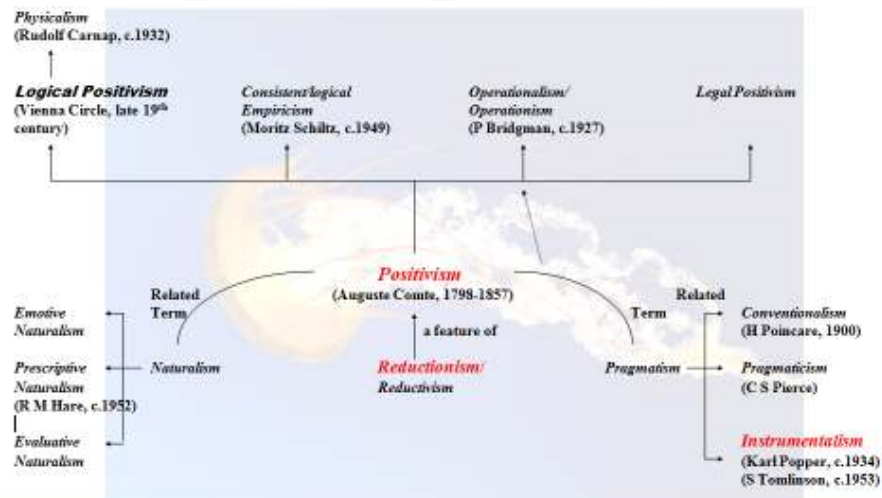 Physicalism
(Rudolf Carnap, c.1932)
Logical Positivism
(Vienna Circle, late 19th
century)
Consistent/logical
Empiricism
(Moritz Schiltz, c.1949)
Operationalism/
Operationism
(P Bridgman, c.1927)
Legal Positivism
Positivism
(Auguste Comte, 1798-1857)
Related
Term
Related
Term
a feature of
Reductionism/
Reductivism
Emotive
Naturalism
Prescriptive
Naturalism
(R M Hare, c.1952)
Evaluative
Naturalism
Naturalism
Pragmatism
Conventionalism
(H Poincare, 1900)
Pragmaticism
(C S Pierce)
Instrumentalism
(Karl Popper, c.1934)
(S Tomlinson, c.1953)